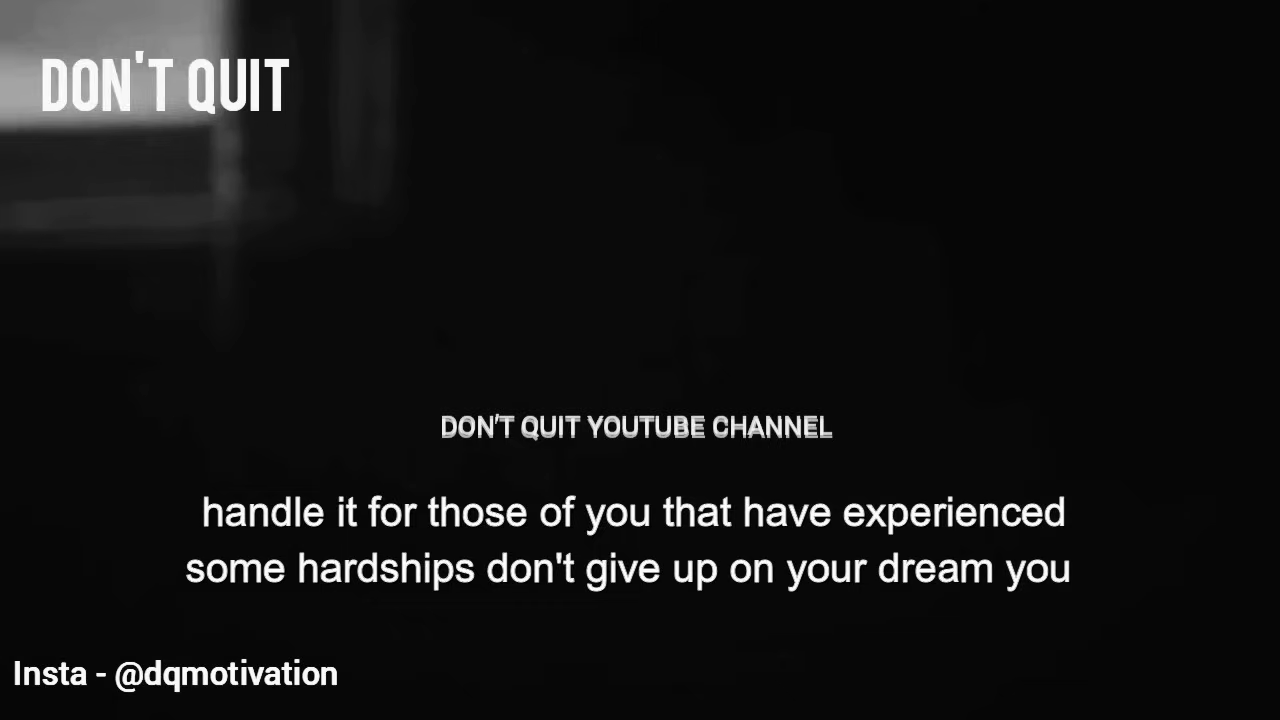 DON'T QUIT
DON'T QUIT YOUTUBE CHANNEL
handle it for those of you that have experienced
some hardships don't give up on your dream you
Insta - @dqmotivation